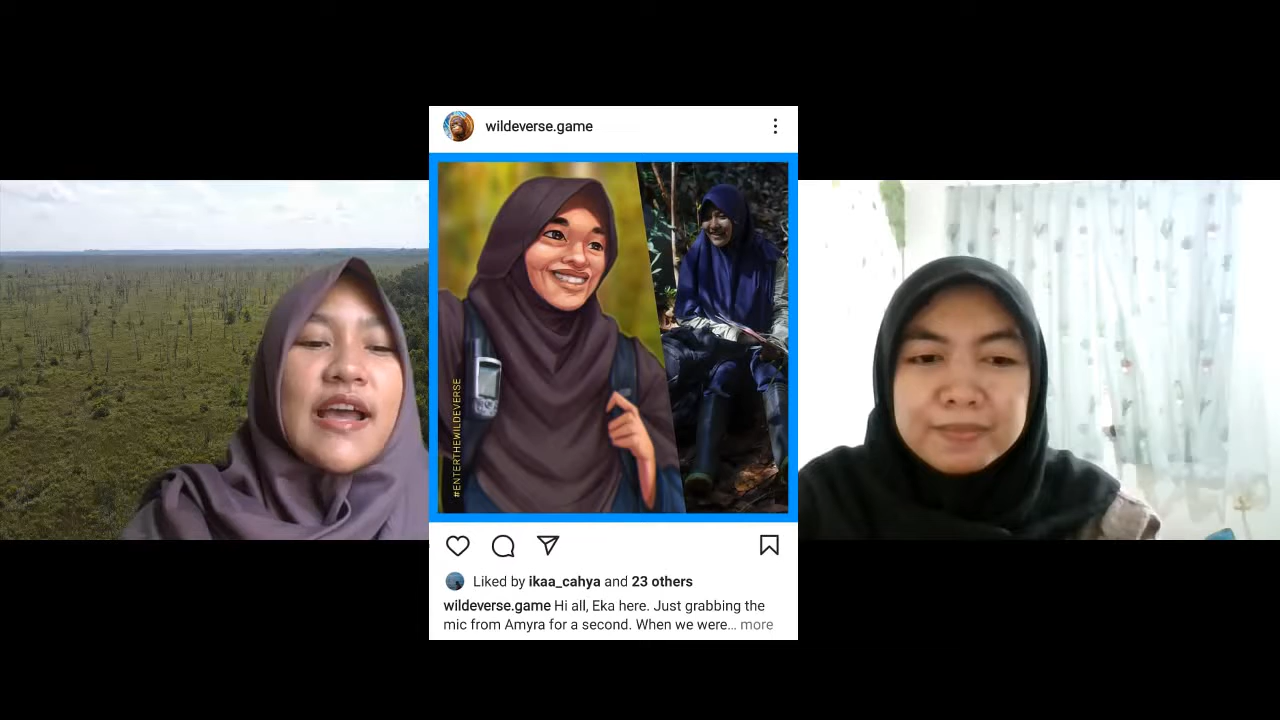 wildeverse.game
#ENTERTHEWILDEVERSE
Liked by ikaa_cahya and 23 others
wildeverse.game Hi all, Eka here. Just grabbing the
mic from Amyra for a second. When we were... more